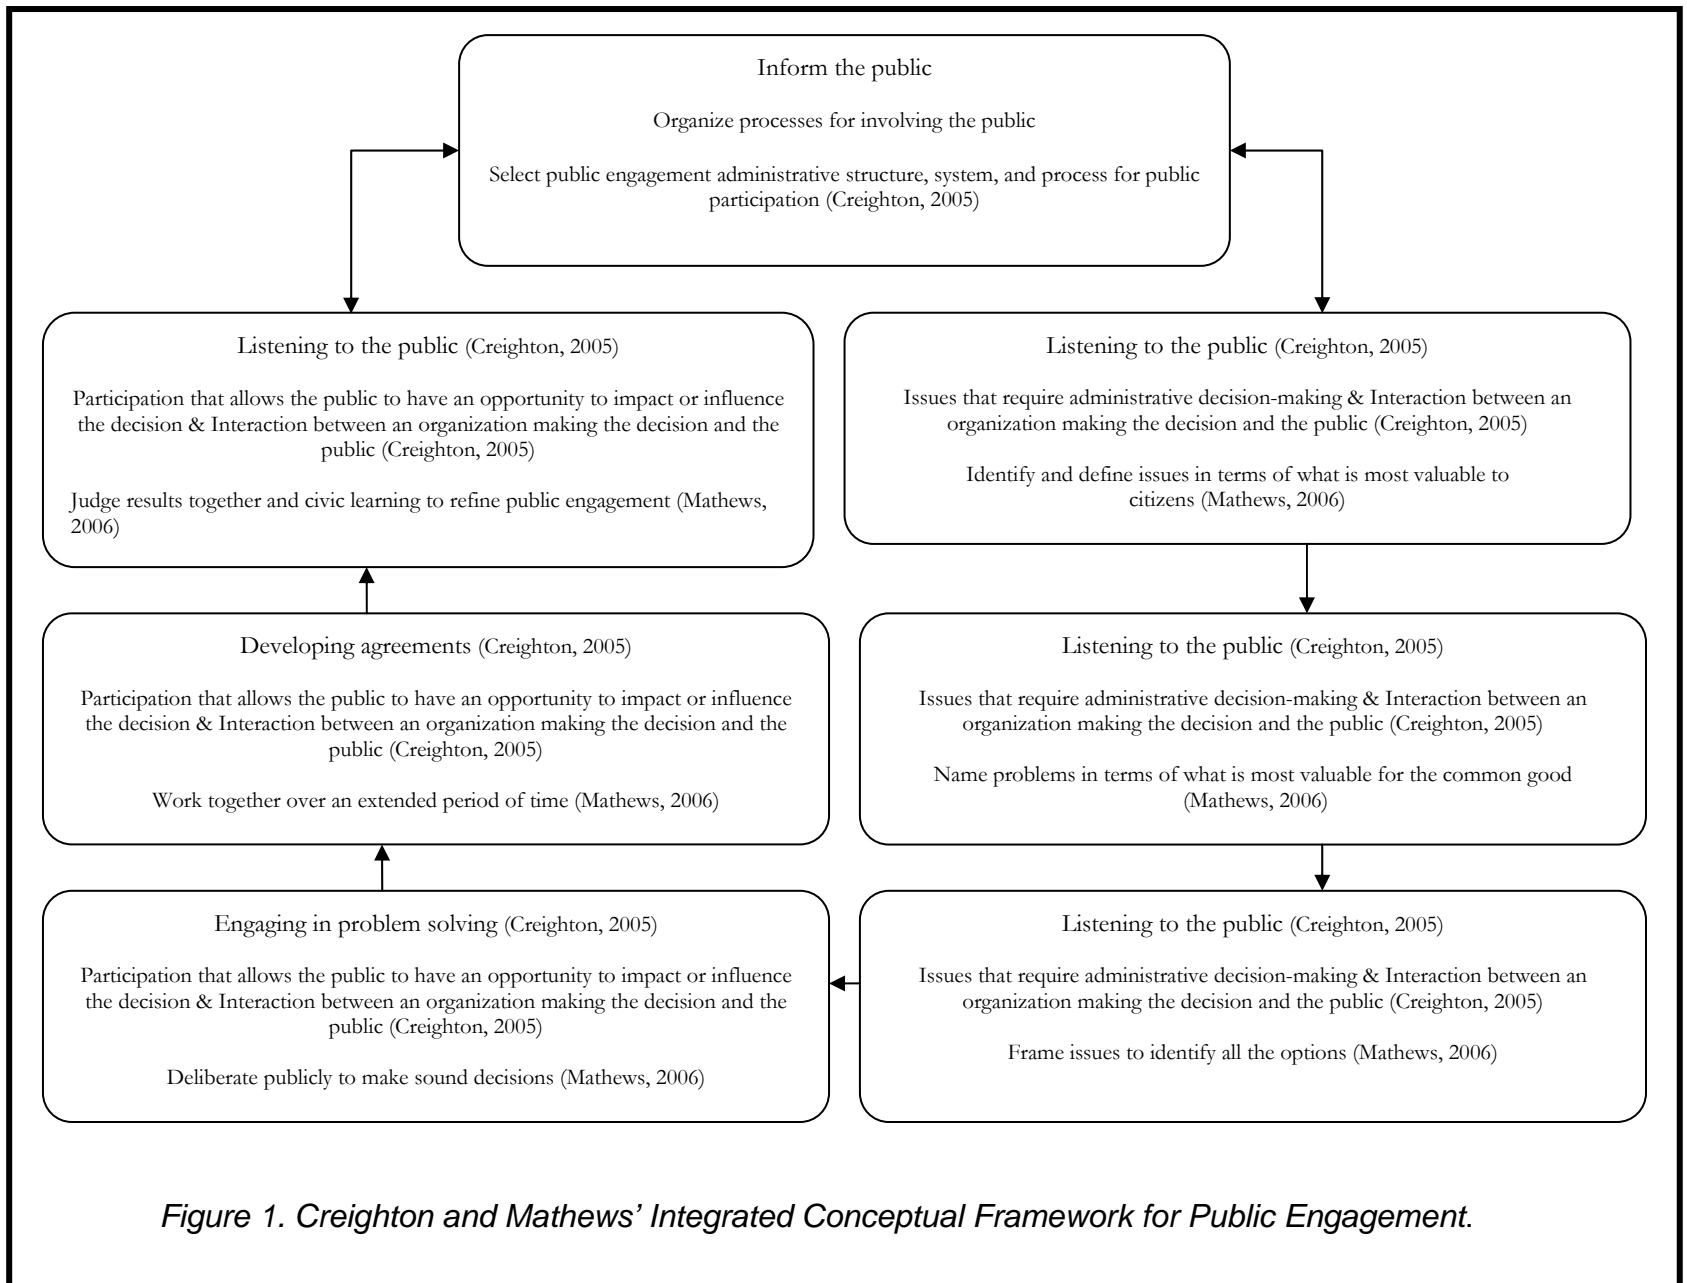 Inform the public
Organize processes for involving the public
Select public engagement administrative structure, system, and process for public
participation (Creighton, 2005)
Listening to the public (Creighton, 2005)
Participation that allows the public to have an opportunity to impact or influence
the decision & Interaction between an organization making the decision and the
public (Creighton, 2005)
Judge results together and civic learning to refine public engagement (Mathews,
2006)
Listening to the public (Creighton, 2005)
Issues that require administrative decision-making & Interaction between an
organization making the decision and the public (Creighton, 2005)
Identify and define issues in terms of what is most valuable to
citizens (Mathews, 2006)
Developing agreements (Creighton, 2005)
Participation that allows the public to have an opportunity to impact or influence
the decision & Interaction between an organization making the decision and the
public (Creighton, 2005)
Work together over an extended period of time (Mathews, 2006)
Listening to the public (Creighton, 2005)
Issues that require administrative decision-making & Interaction between an
organization making the decision and the public (Creighton, 2005)
Name problems in terms of what is most valuable for the common good
(Mathews, 2006)
Engaging in problem solving (Creighton, 2005)
Participation that allows the public to have an opportunity to impact or influence
the decision & Interaction between an organization making the decision and the
public (Creighton, 2005)
Deliberate publicly to make sound decisions (Mathews, 2006)
Listening to the public (Creighton, 2005)
Issues that require administrative decision-making & Interaction between an
organization making the decision and the public (Creighton, 2005)
Frame issues to identify all the options (Mathews, 2006)
Figure 1. Creighton and Mathews’ Integrated Conceptual Framework for Public Engagement.